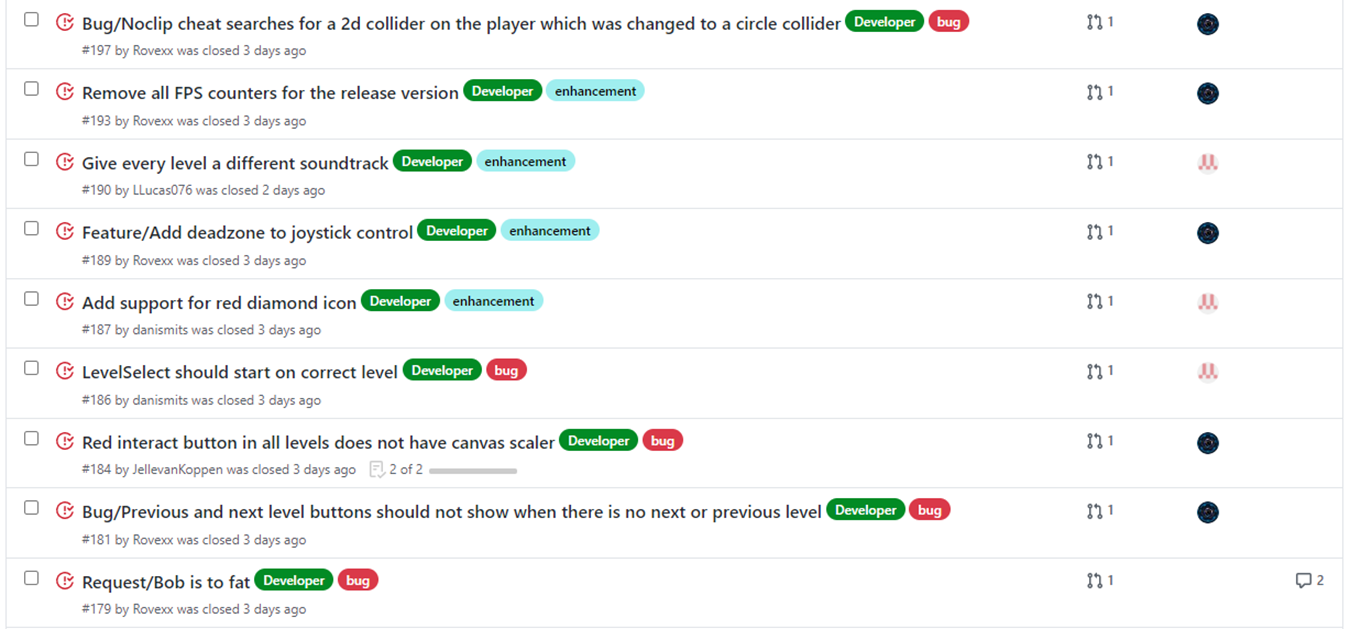 Bug/Noclip cheat searches for a 2d collider on the player which was changed to a circle collider Developer bug 1
#197 by Rovexx was closed 3 days ago
Remove all FPS counters for the release version Developer enhancement 1
#193 by Rovexx was closed 3 days ago
Give every level a different soundtrack Developer enhancement 1
#190 by LLucas076 was closed 2 days ago
Feature/Add deadzone to joystick control Developer enhancement 1
#189 by Rovexx was closed 3 days ago
Add support for red diamond icon Developer enhancement 1
#187 by danismits was closed 3 days ago
LevelSelect should start on correct level Developer bug 1
#186 by danismits was closed 3 days ago
Red interact button in all levels does not have canvas scaler Developer bug 1
#184 by JellevanKoppen was closed 3 days ago 2 of 2
Bug/Previous and next level buttons should not show when there is no next or previous level Developer bug 1
#181 by Rovexx was closed 3 days ago
Request/Bob is to fat Developer bug 1 2
#179 by Rovexx was closed 3 days ago